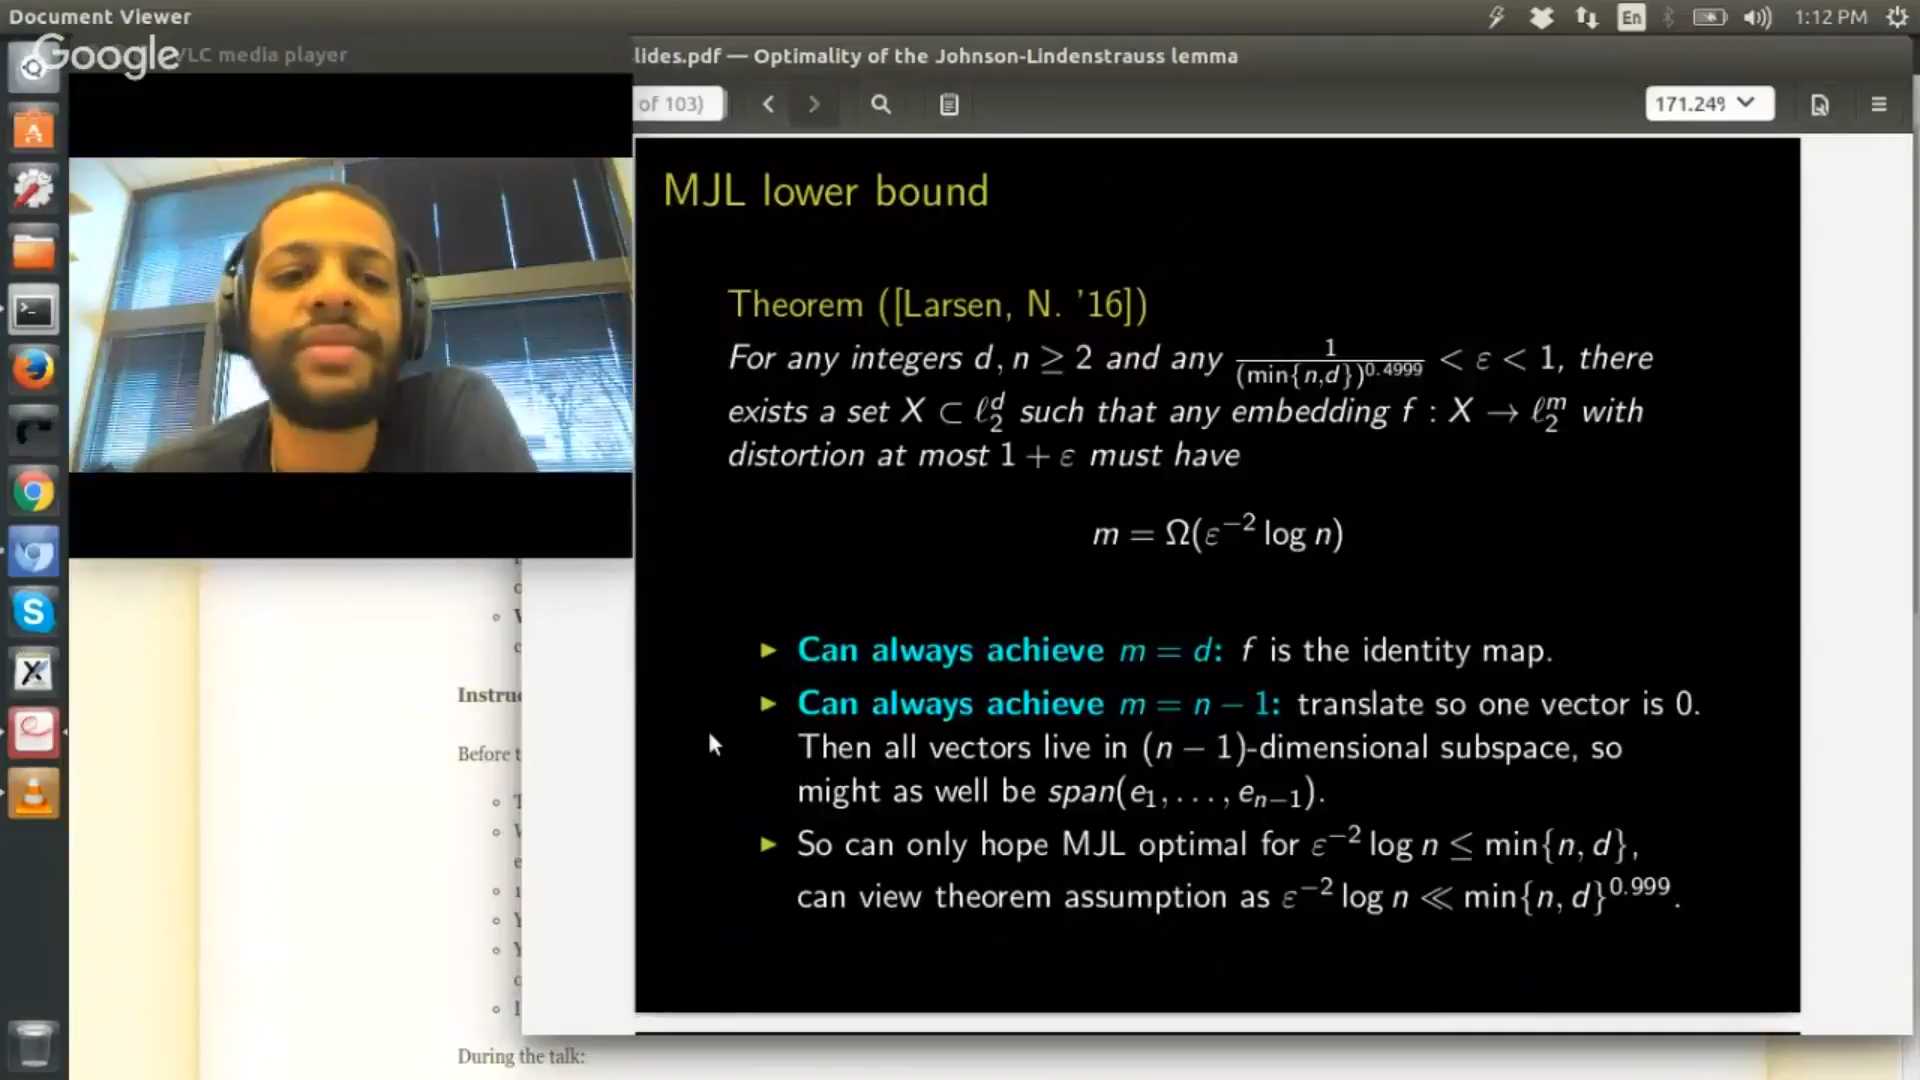 Document Viewer
En
1:12 PM
Google
VLC media player
lides.pdf — Optimality of the Johnson-Lindenstrauss lemma
of 103)
171.24%
MJL lower bound
Theorem ([Larsen, N. '16])
For any integers d, n ≥ 2 and any 1/(min{n,d})^0.4999 < ε < 1, there
exists a set X ⊂ ℓ₂^d such that any embedding f : X → ℓ₂^m with
distortion at most 1 + ε must have
m = Ω(ε⁻² log n)
► Can always achieve m = d: f is the identity map.
► Can always achieve m = n − 1: translate so one vector is 0.
Then all vectors live in (n − 1)-dimensional subspace, so
might as well be span(e₁, . . . , eₙ₋₁).
► So can only hope MJL optimal for ε⁻² log n ≤ min{n, d},
can view theorem assumption as ε⁻² log n ≪ min{n, d}^0.999.
Before t
During the talk: